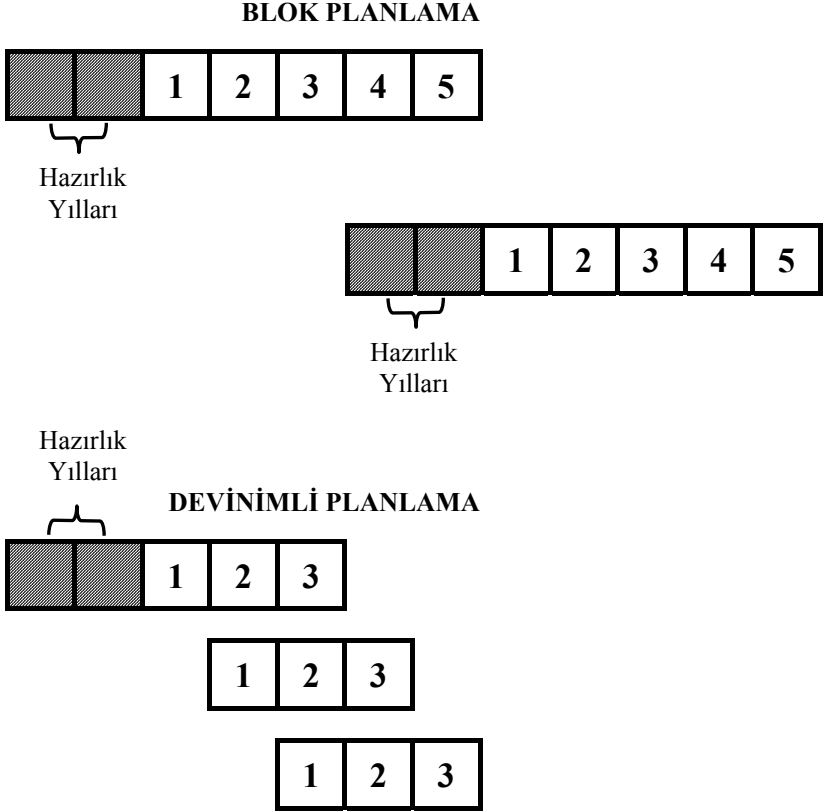 BLOK PLANLAMA
1 2 3 4 5
Hazırlık
Yılları
1 2 3 4 5
Hazırlık
Yılları
Hazırlık
Yılları
DEVİNİMLİ PLANLAMA
1 2 3
1 2 3
1 2 3